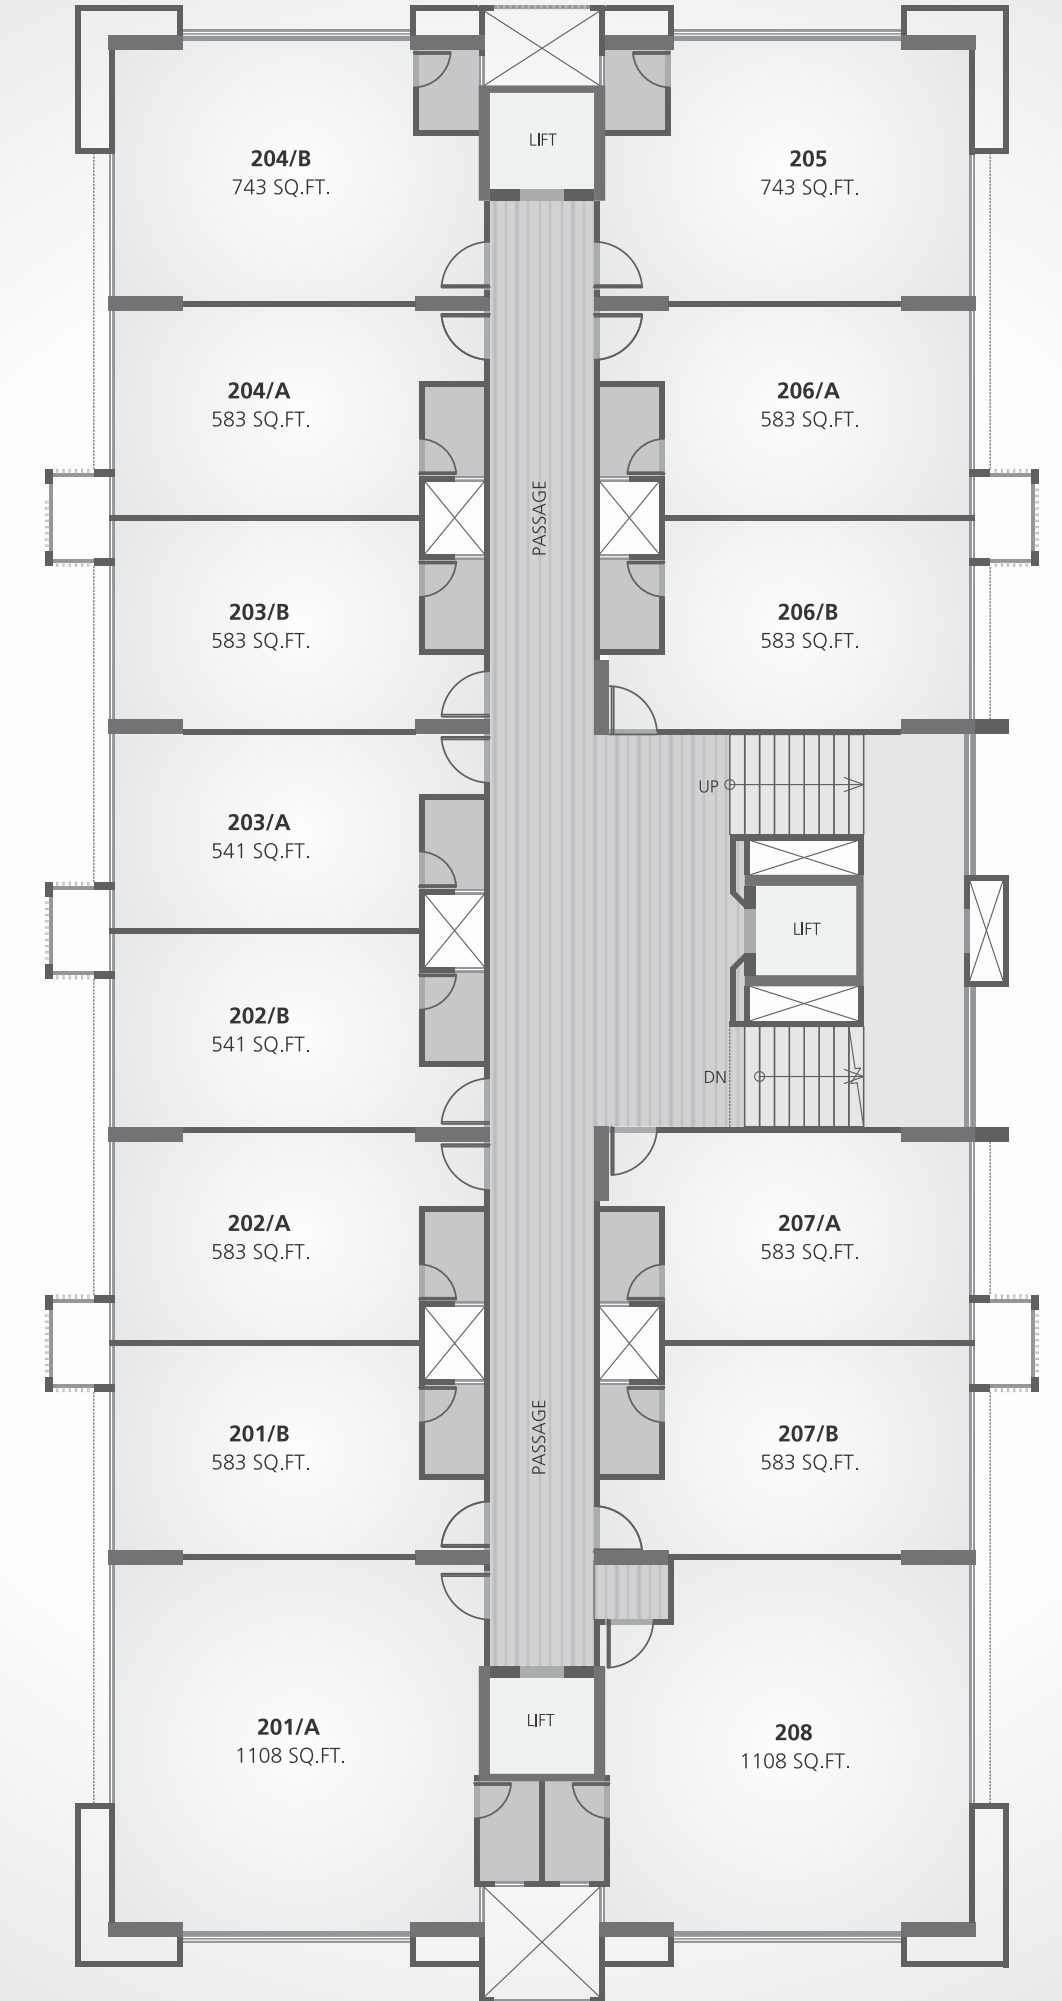 LIFT
204/B
743 SQ.FT.
205
743 SQ.FT.
204/A
583 SQ.FT.
206/A
583 SQ.FT.
PASSAGE
203/B
583 SQ.FT.
206/B
583 SQ.FT.
UP
203/A
541 SQ.FT.
LIFT
202/B
541 SQ.FT.
DN
202/A
583 SQ.FT.
207/A
583 SQ.FT.
PASSAGE
201/B
583 SQ.FT.
207/B
583 SQ.FT.
LIFT
201/A
1108 SQ.FT.
208
1108 SQ.FT.